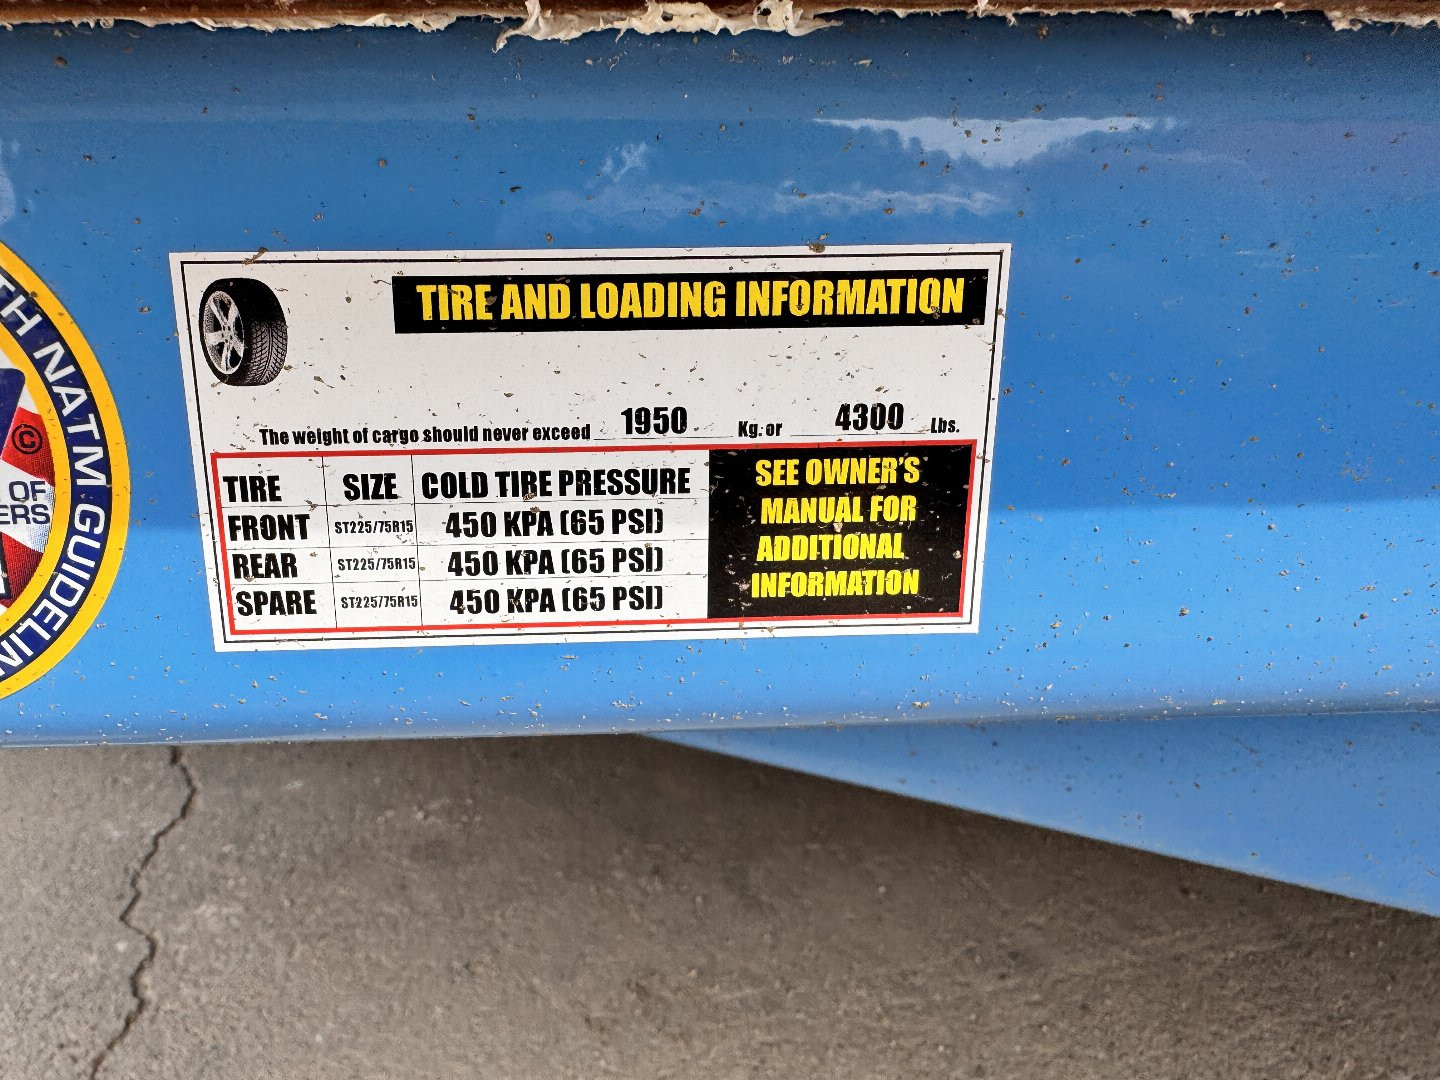 TH NATM GUIDELIN
©
OF
ERS
TIRE AND LOADING INFORMATION
The weight of cargo should never exceed 1950 Kg. or 4300 Lbs.
TIRE SIZE COLD TIRE PRESSURE
FRONT ST225/75R15 450 KPA (65 PSI)
REAR ST225/75R15 450 KPA (65 PSI)
SPARE ST225/75R15 450 KPA (65 PSI)
SEE OWNER'S
MANUAL FOR
ADDITIONAL
INFORMATION